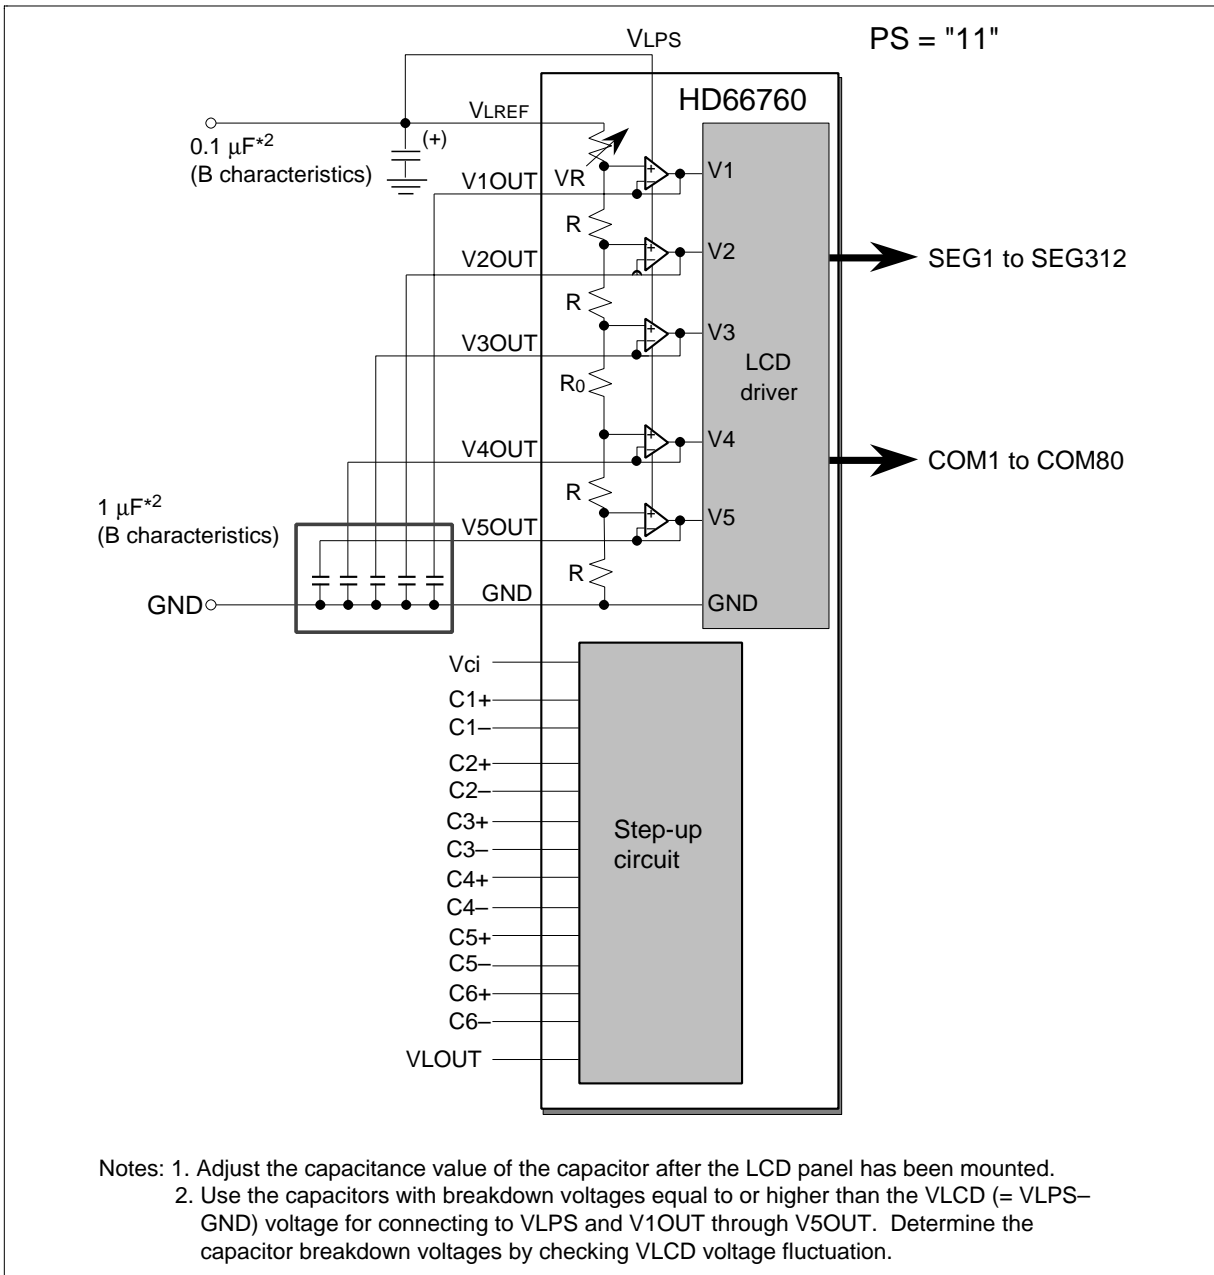 VLPS
PS = "11"
HD66760
VLREF
(+)
0.1 μF*2
(B characteristics)
VR
V1OUT
V1
R
V2OUT
V2
SEG1 to SEG312
R
V3OUT
V3
LCD
driver
R0
V4OUT
V4
COM1 to COM80
1 μF*2
(B characteristics)
R
V5OUT
V5
R
GND
GND
GND
Vci
C1+
C1–
C2+
C2–
C3+
C3–
C4+
C4–
C5+
C5–
C6+
C6–
VLOUT
Step-up
circuit
+
–
+
–
+
–
+
–
+
–
Notes: 1. Adjust the capacitance value of the capacitor after the LCD panel has been mounted.
2. Use the capacitors with breakdown voltages equal to or higher than the VLCD (= VLPS–
GND) voltage for connecting to VLPS and V1OUT through V5OUT. Determine the
capacitor breakdown voltages by checking VLCD voltage fluctuation.